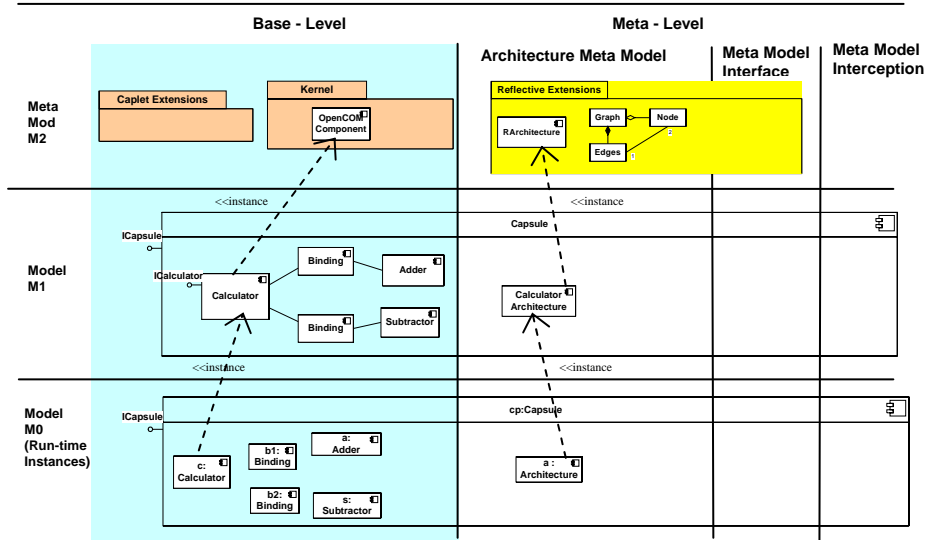 Base - Level
Meta - Level
Architecture Meta Model
Meta Model
Interface
Meta Model
Interception
Meta
Mod
M2
Caplet Extensions
Kernel
OpenCOM
Component
Reflective Extensions
RArchitecture
Graph
Node
Edges
2
1
<<instance
<<instance
Model
M1
ICapsule
Capsule
ICalculator
Calculator
Binding
Adder
Binding
Subtractor
Calculator
Architecture
<<instance
<<instance
Model
M0
(Run-time
Instances)
ICapsule
cp:Capsule
c:
Calculator
b1:
Binding
a:
Adder
b2:
Binding
s:
Subtractor
a :
Architecture